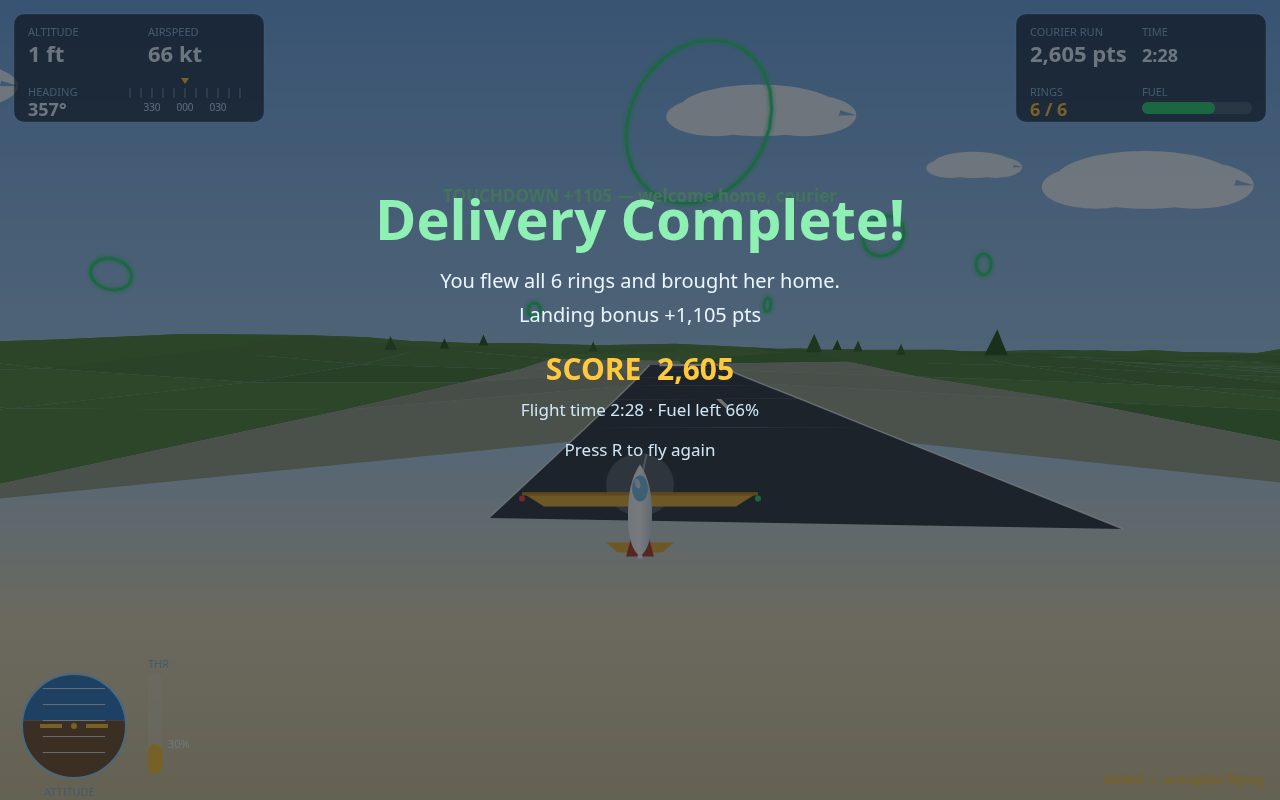 ALTITUDE AIRSPEED
1 ft 66 kt
HEADING
357° 330 000 030
COURIER RUN TIME
2,605 pts 2:28
RINGS FUEL
6 / 6
TOUCHDOWN +1105 — welcome home, courier
Delivery Complete!
You flew all 6 rings and brought her home.
Landing bonus +1,105 pts
SCORE 2,605
Flight time 2:28 · Fuel left 66%
Press R to fly again
THR
30%
ATTITUDE